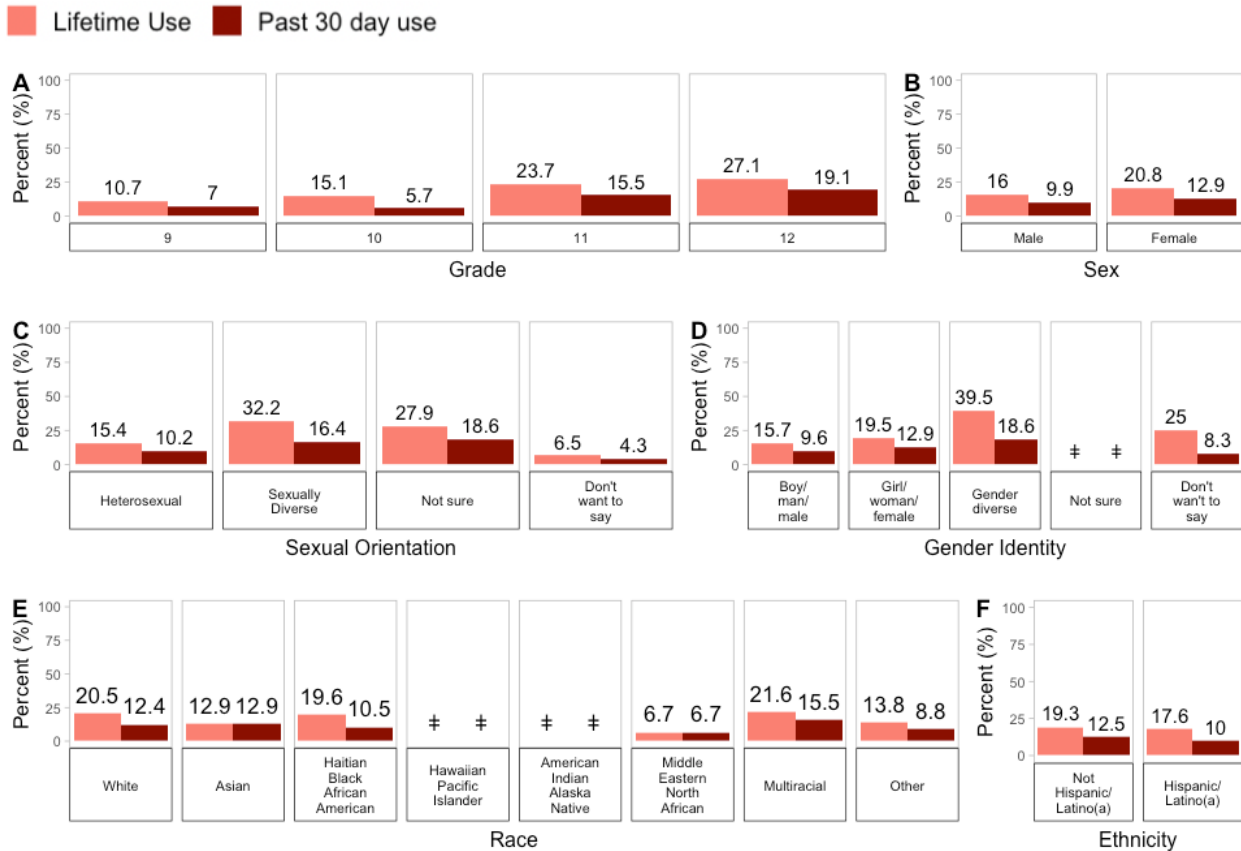 Lifetime Use Past 30 day use
A
Percent (%)
100
75
50
25
0
10.7 7
15.1 5.7
23.7 15.5
27.1 19.1
9 10 11 12
Grade
B
Percent (%)
100
75
50
25
0
16 9.9
20.8 12.9
Male Female
Sex
C
Percent (%)
100
75
50
25
0
15.4 10.2
32.2 16.4
27.9 18.6
6.5 4.3
Heterosexual
Sexually
Diverse
Not sure
Don't
want to
say
Sexual Orientation
D
Percent (%)
100
75
50
25
0
15.7 9.6
19.5 12.9
39.5 18.6
ǂ ǂ
25 8.3
Boy/
man/
male
Girl/
woman/
female
Gender
diverse
Not sure
Don't
wan't to
say
Gender Identity
E
Percent (%)
100
75
50
25
0
20.5 12.4
12.9 12.9
19.6 10.5
ǂ ǂ
ǂ ǂ
6.7 6.7
21.6 15.5
13.8 8.8
White
Asian
Haitian
Black
African
American
Hawaiian
Pacific
Islander
American
Indian
Alaska
Native
Middle
Eastern
North
African
Multiracial
Other
Race
F
Percent (%)
100
75
50
25
0
19.3 12.5
17.6 10
Not
Hispanic/
Latino(a)
Hispanic/
Latino(a)
Ethnicity